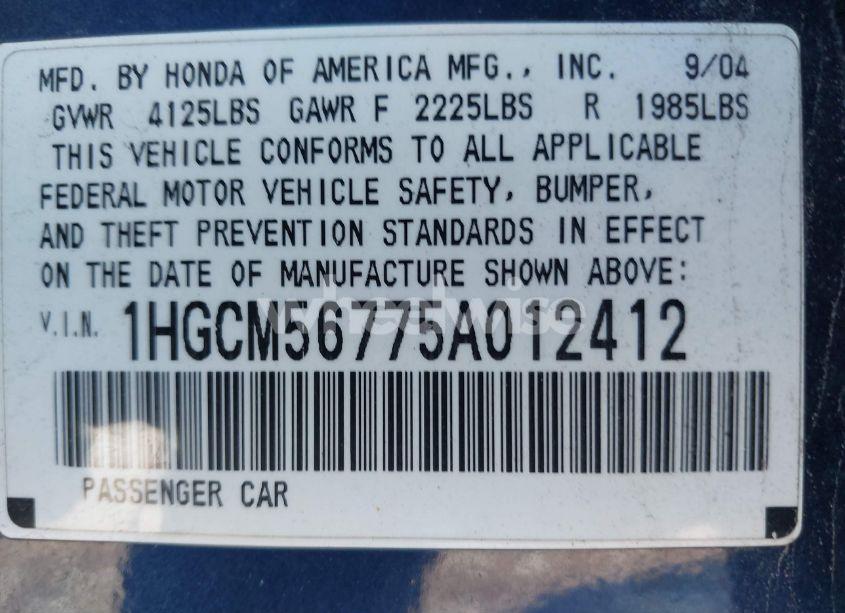 MFD. BY HONDA OF AMERICA MFG., INC. 9/04
GVWR 4125LBS GAWR F 2225LBS R 1985LBS
THIS VEHICLE CONFORMS TO ALL APPLICABLE
FEDERAL MOTOR VEHICLE SAFETY, BUMPER,
AND THEFT PREVENTION STANDARDS IN EFFECT
ON THE DATE OF MANUFACTURE SHOWN ABOVE:
V.I.N. 1HGCM56775A012412
wheelwise
PASSENGER CAR